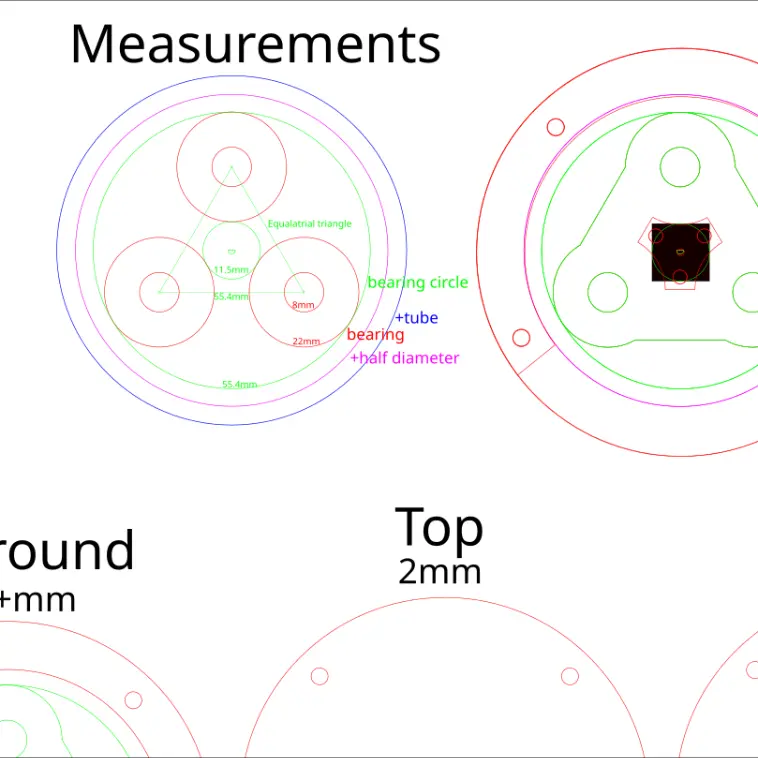 Measurements
Equalatrial triangle
11.5mm
bearing circle
55.4mm
8mm
+tube
bearing
22mm
+half diameter
55.4mm
Top
round
2mm
+mm